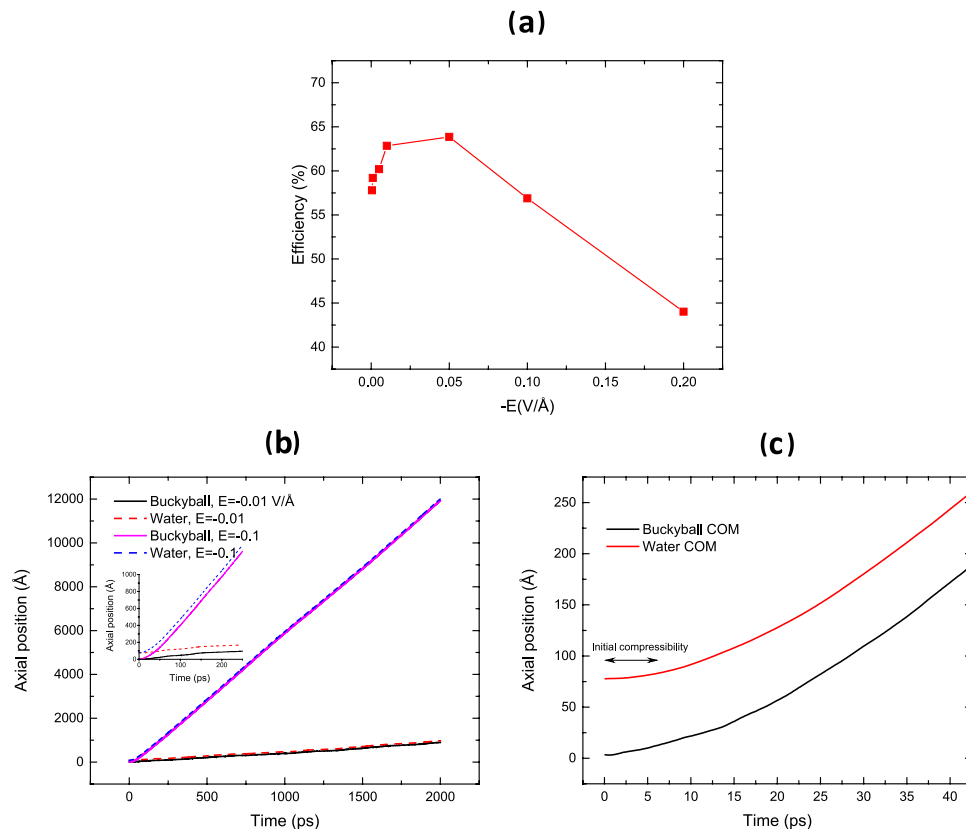 (a)
70
65
60
55
50
45
40
Efficiency (%)
0.00 0.05 0.10 0.15 0.20
-E(V/Å)
(b)
12000
10000
8000
6000
4000
2000
0
Axial position (Å)
Buckyball, E=-0.01 V/Å
Water, E=-0.01
Buckyball, E=-0.1
Water, E=-0.1
1000
800
600
400
200
0
Axial position (Å)
0 100 200
Time (ps)
0 500 1000 1500 2000
Time (ps)
(c)
250
200
150
100
50
0
Axial position (Å)
Buckyball COM
Water COM
Initial compressibility
0 5 10 15 20 25 30 35 40
Time (ps)